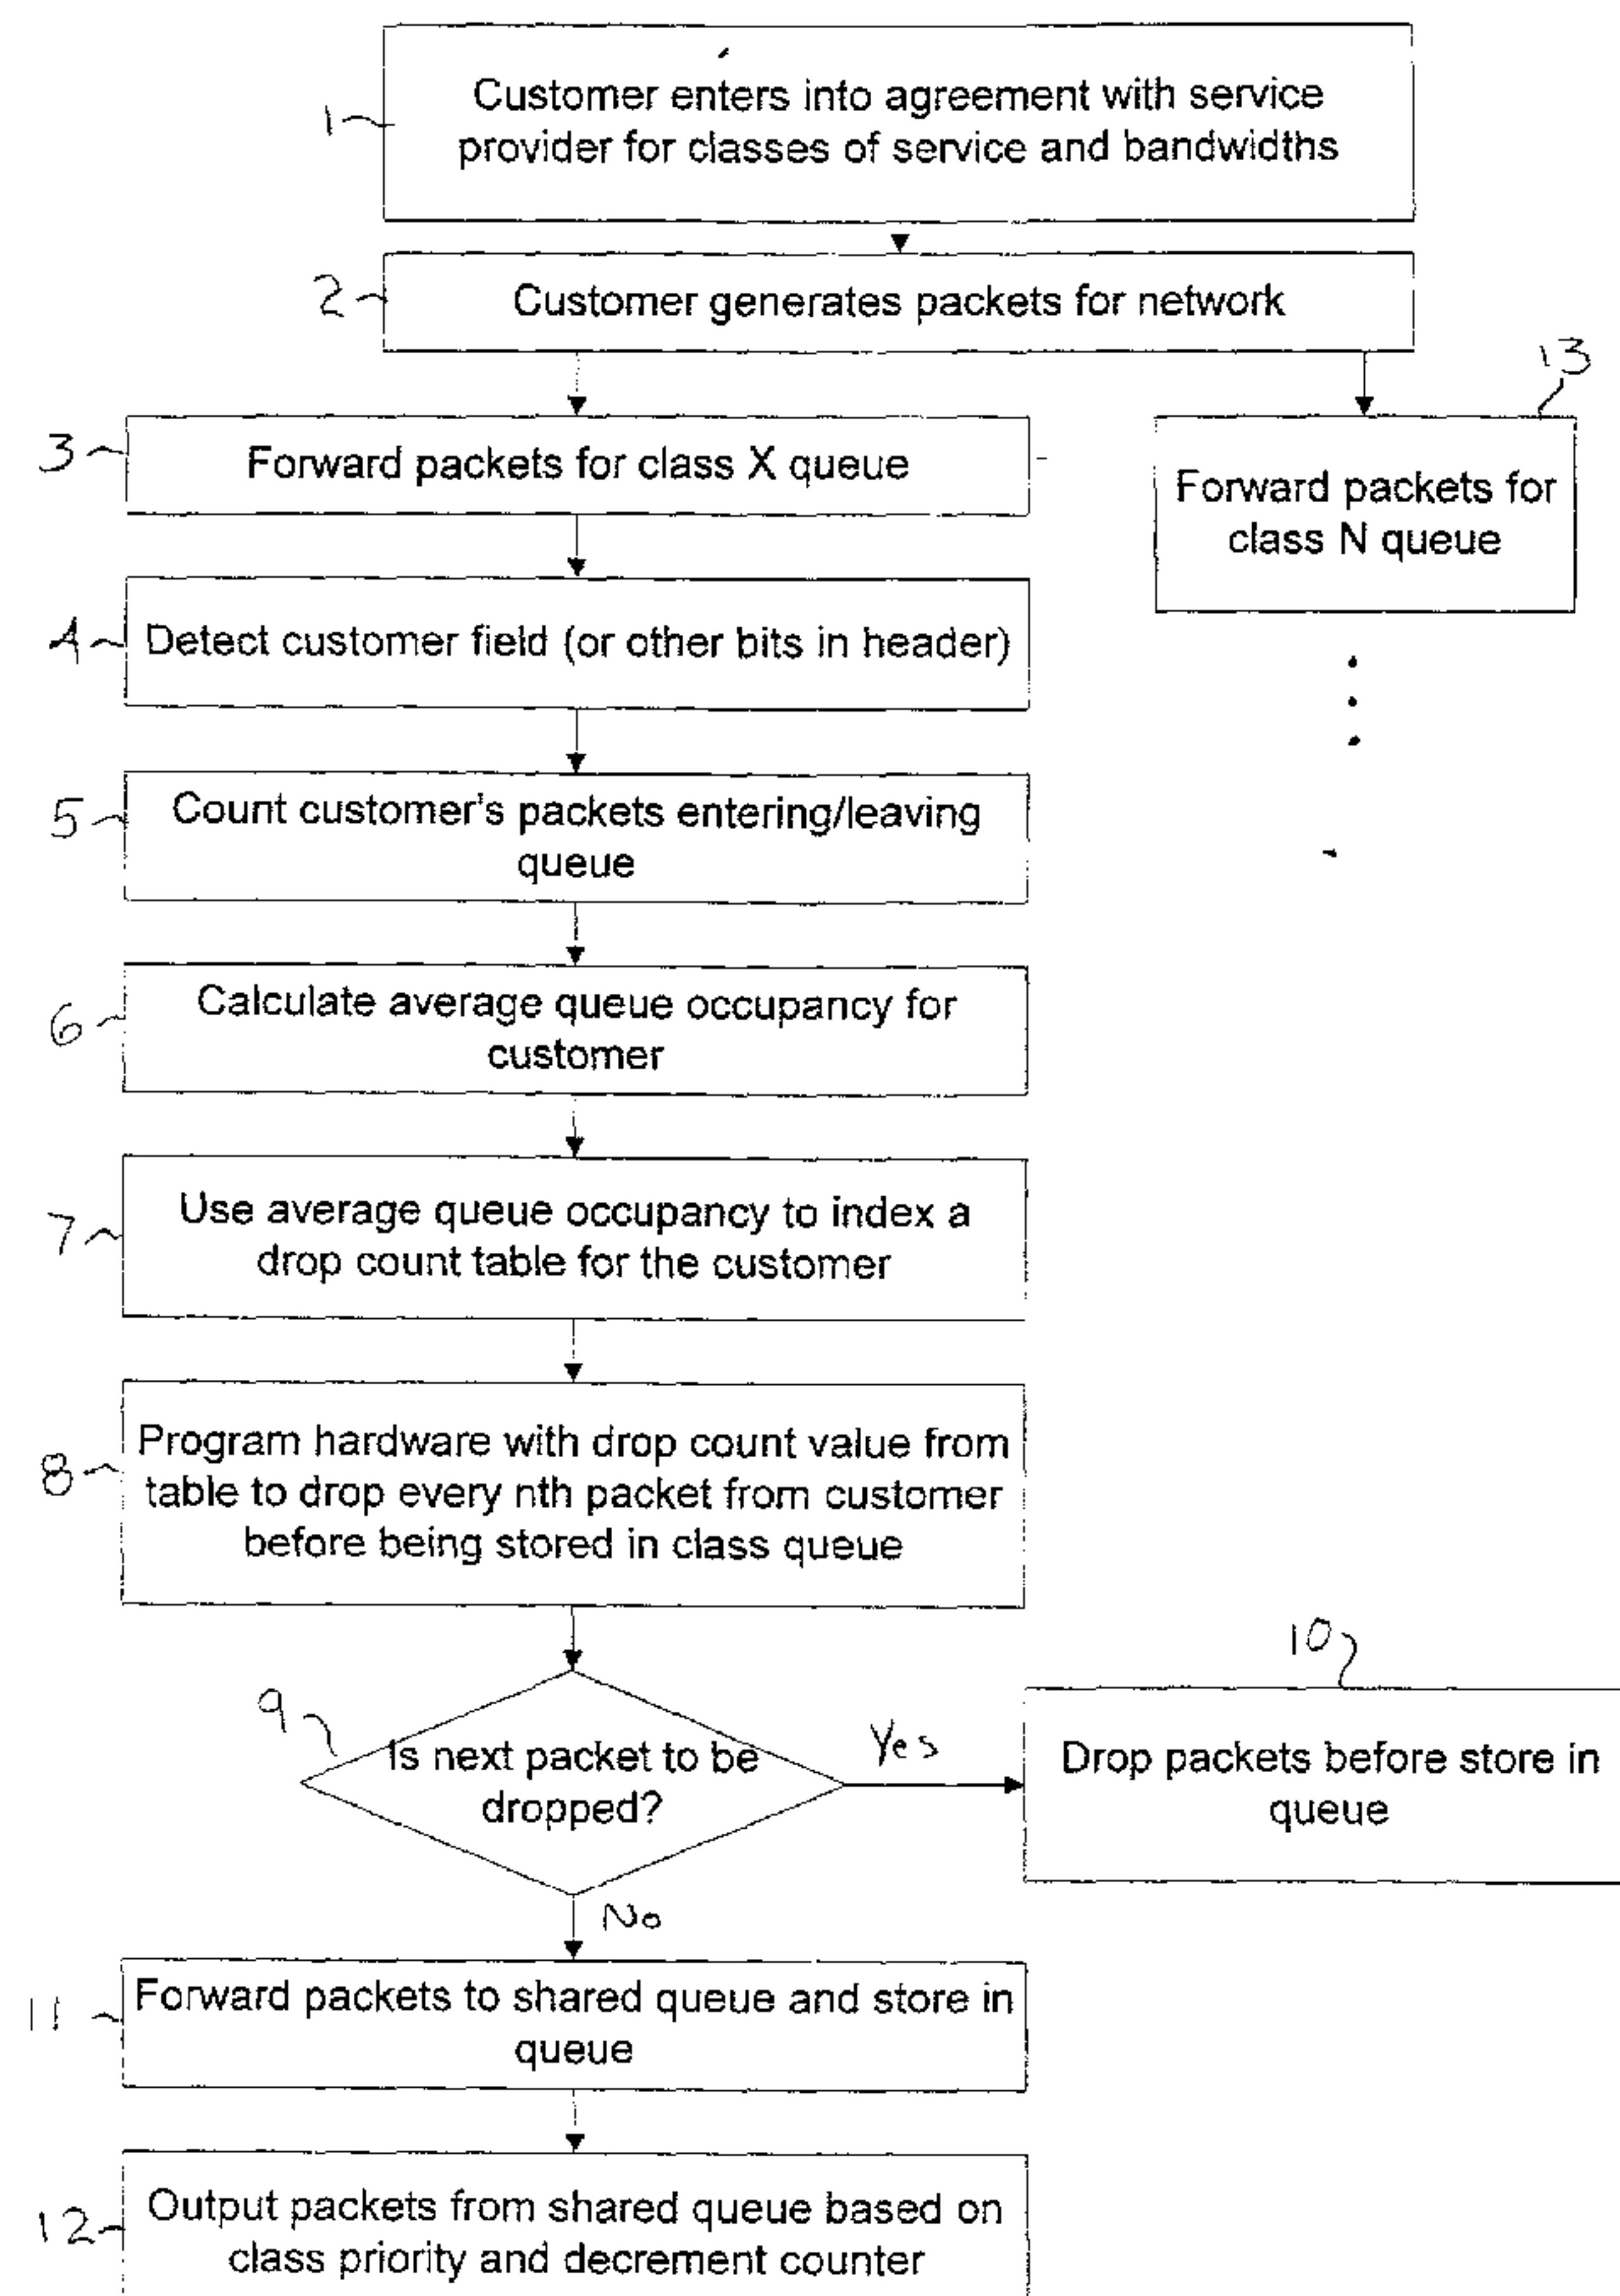 1
Customer enters into agreement with service
provider for classes of service and bandwidths
2
Customer generates packets for network
13
3
Forward packets for class X queue
Forward packets for
class N queue
4
Detect customer field (or other bits in header)
5
Count customer's packets entering/leaving
queue
6
Calculate average queue occupancy for
customer
7
Use average queue occupancy to index a
drop count table for the customer
8
Program hardware with drop count value from
table to drop every nth packet from customer
before being stored in class queue
9
Is next packet to be
dropped?
Yes
10
Drop packets before store in
queue
No
11
Forward packets to shared queue and store in
queue
12
Output packets from shared queue based on
class priority and decrement counter